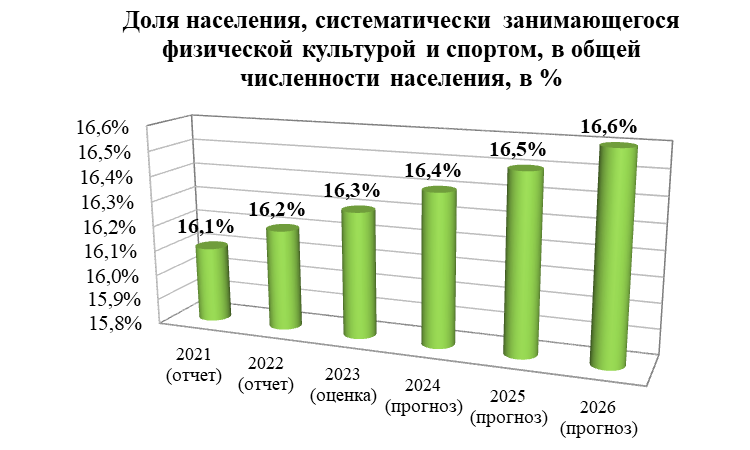 Доля населения, систематически занимающегося
физической культурой и спортом, в общей
численности населения, в %
16,6%
16,5%
16,4%
16,3%
16,2%
16,1%
16,0%
15,9%
15,8%
16,1%
16,2%
16,3%
16,4%
16,5%
16,6%
2021
(отчет)
2022
(отчет)
2023
(оценка)
2024
(прогноз)
2025
(прогноз)
2026
(прогноз)